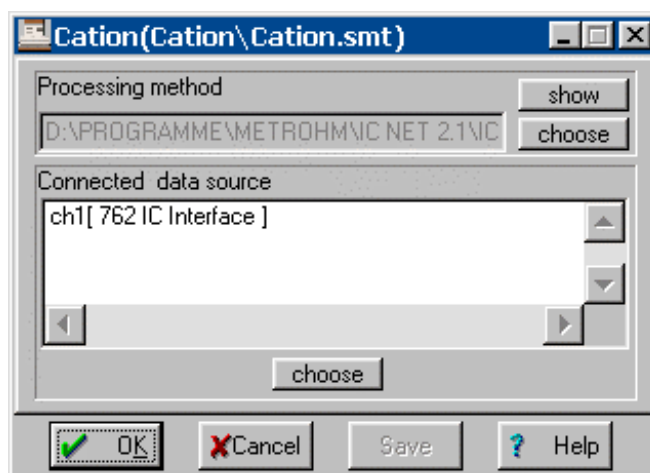 Cation(Cation\Cation.smt)
Processing method
show
D:\PROGRAMME\METROHM\IC NET 2.1\IC
choose
Connected data source
ch1[ 762 IC Interface ]
choose
OK
Cancel
Save
? Help